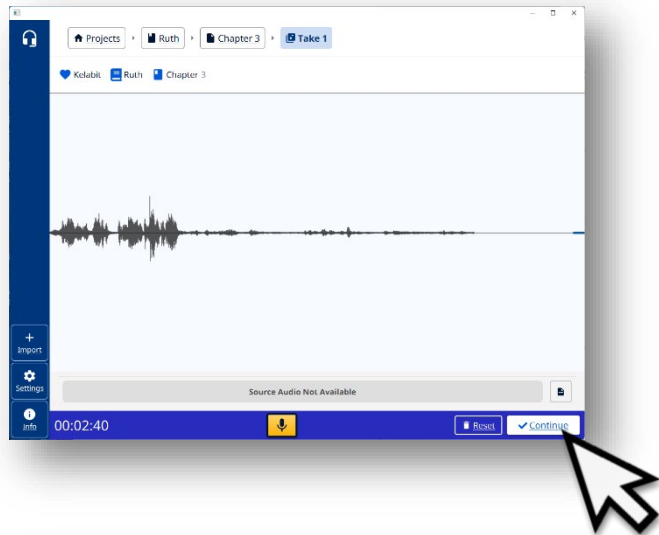 Projects Ruth Chapter 3 Take 1
Kelabit Ruth Chapter 3
Import
Settings
Source Audio Not Available
Info
00:02:40 Reset Continue